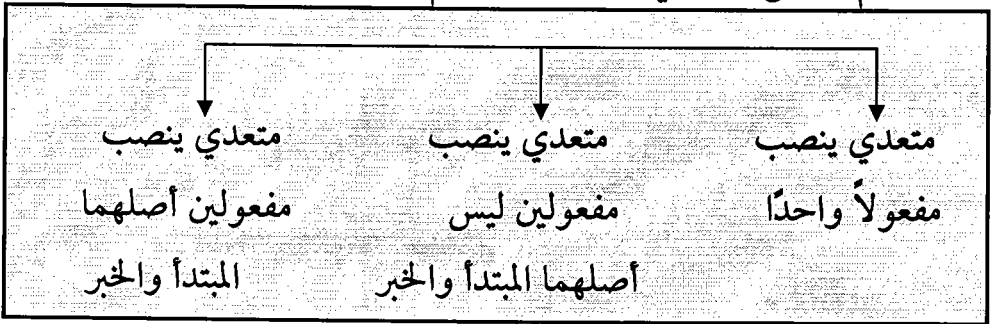 متعدي ينصب
مفعولاً واحدًا
متعدي ينصب
مفعولين ليس
أصلهما المبتدأ والخبر
متعدي ينصب
مفعولين أصلهما
المبتدأ والخبر